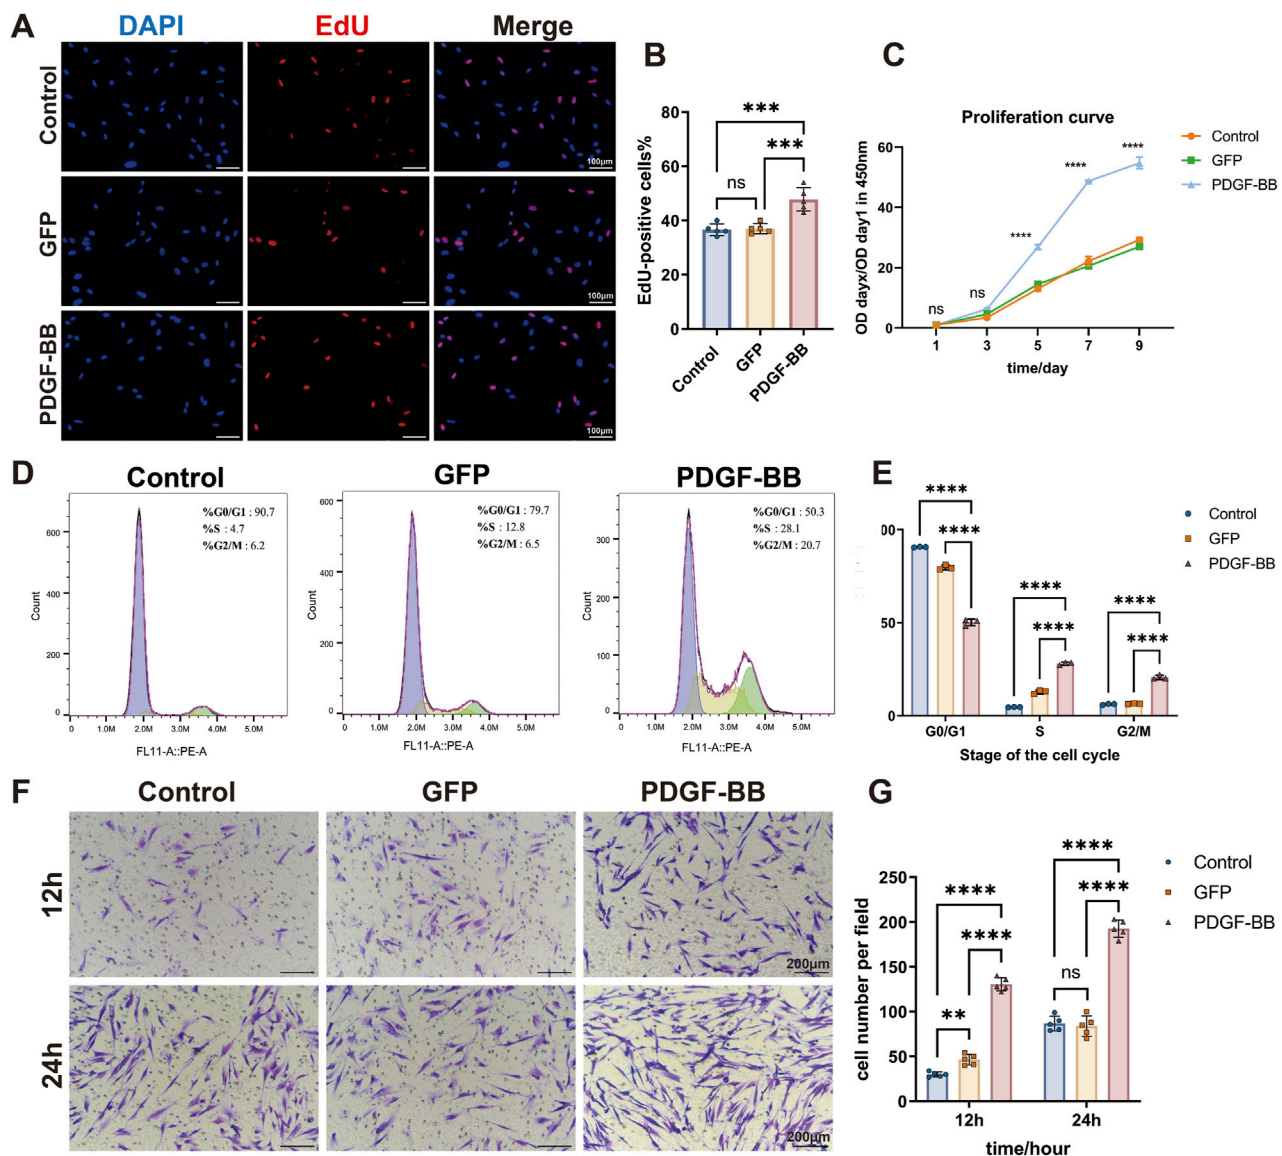 A
DAPI
EdU
Merge
Control
GFP
PDGF-BB
100μm
100μm
100μm
B
EdU-positive cells%
80
60
40
20
0
***
***
ns
Control
GFP
PDGF-BB
C
Proliferation curve
OD dayx/OD day1 in 450nm
60
40
20
0
ns
ns
****
****
****
1 3 5 7 9
time/day
Control
GFP
PDGF-BB
D
Control
%G0/G1 : 90.7
%S : 4.7
%G2/M : 6.2
Count
600
400
200
0
0.0M 1.0M 2.0M 3.0M 4.0M 5.0M
FL11-A::PE-A
GFP
%G0/G1 : 79.7
%S : 12.8
%G2/M : 6.5
Count
600
400
200
0
0.0M 1.0M 2.0M 3.0M 4.0M 5.0M
FL11-A::PE-A
PDGF-BB
%G0/G1 : 50.3
%S : 28.1
%G2/M : 20.7
Count
300
200
100
0
0 1.0M 2.0M 3.0M 4.0M 5.0M
FL11-A::PE-A
E
00
50
0
****
****
****
****
****
****
G0/G1 S G2/M
Stage of the cell cycle
Control
GFP
PDGF-BB
F
Control
GFP
PDGF-BB
12h
24h
200μm
200μm
G
cell number per field
250
200
150
100
50
0
****
****
**
****
****
ns
12h 24h
time/hour
Control
GFP
PDGF-BB